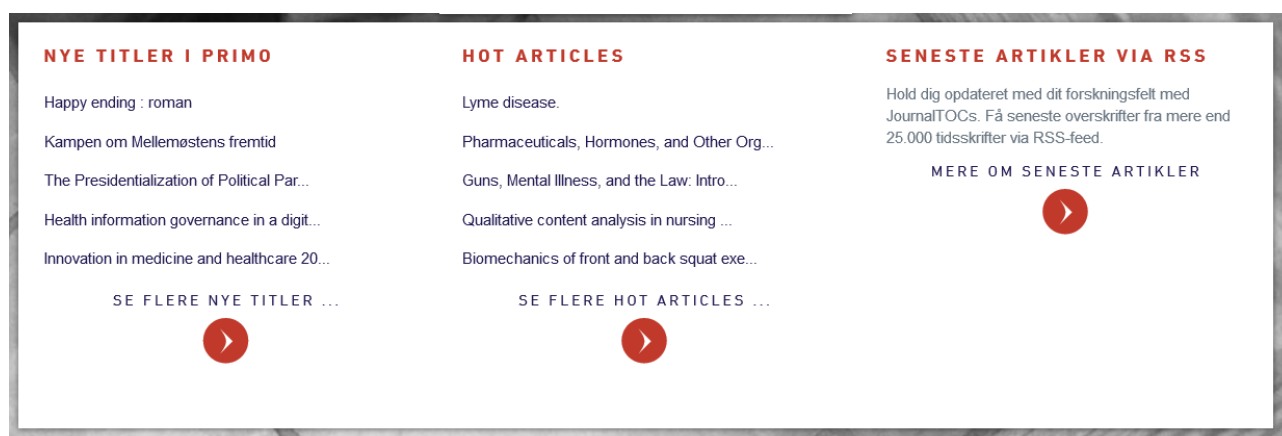 NYE TITLER I PRIMO
Happy ending : roman
Kampen om Mellemøstens fremtid
The Presidentialization of Political Par...
Health information governance in a digit...
Innovation in medicine and healthcare 20...
SE FLERE NYE TITLER ...
HOT ARTICLES
Lyme disease.
Pharmaceuticals, Hormones, and Other Org...
Guns, Mental Illness, and the Law: Intro...
Qualitative content analysis in nursing ...
Biomechanics of front and back squat exe...
SE FLERE HOT ARTICLES ...
SENESTE ARTIKLER VIA RSS
Hold dig opdateret med dit forskningsfelt med
JournalTOCs. Få seneste overskrifter fra mere end
25.000 tidsskrifter via RSS-feed.
MERE OM SENESTE ARTIKLER